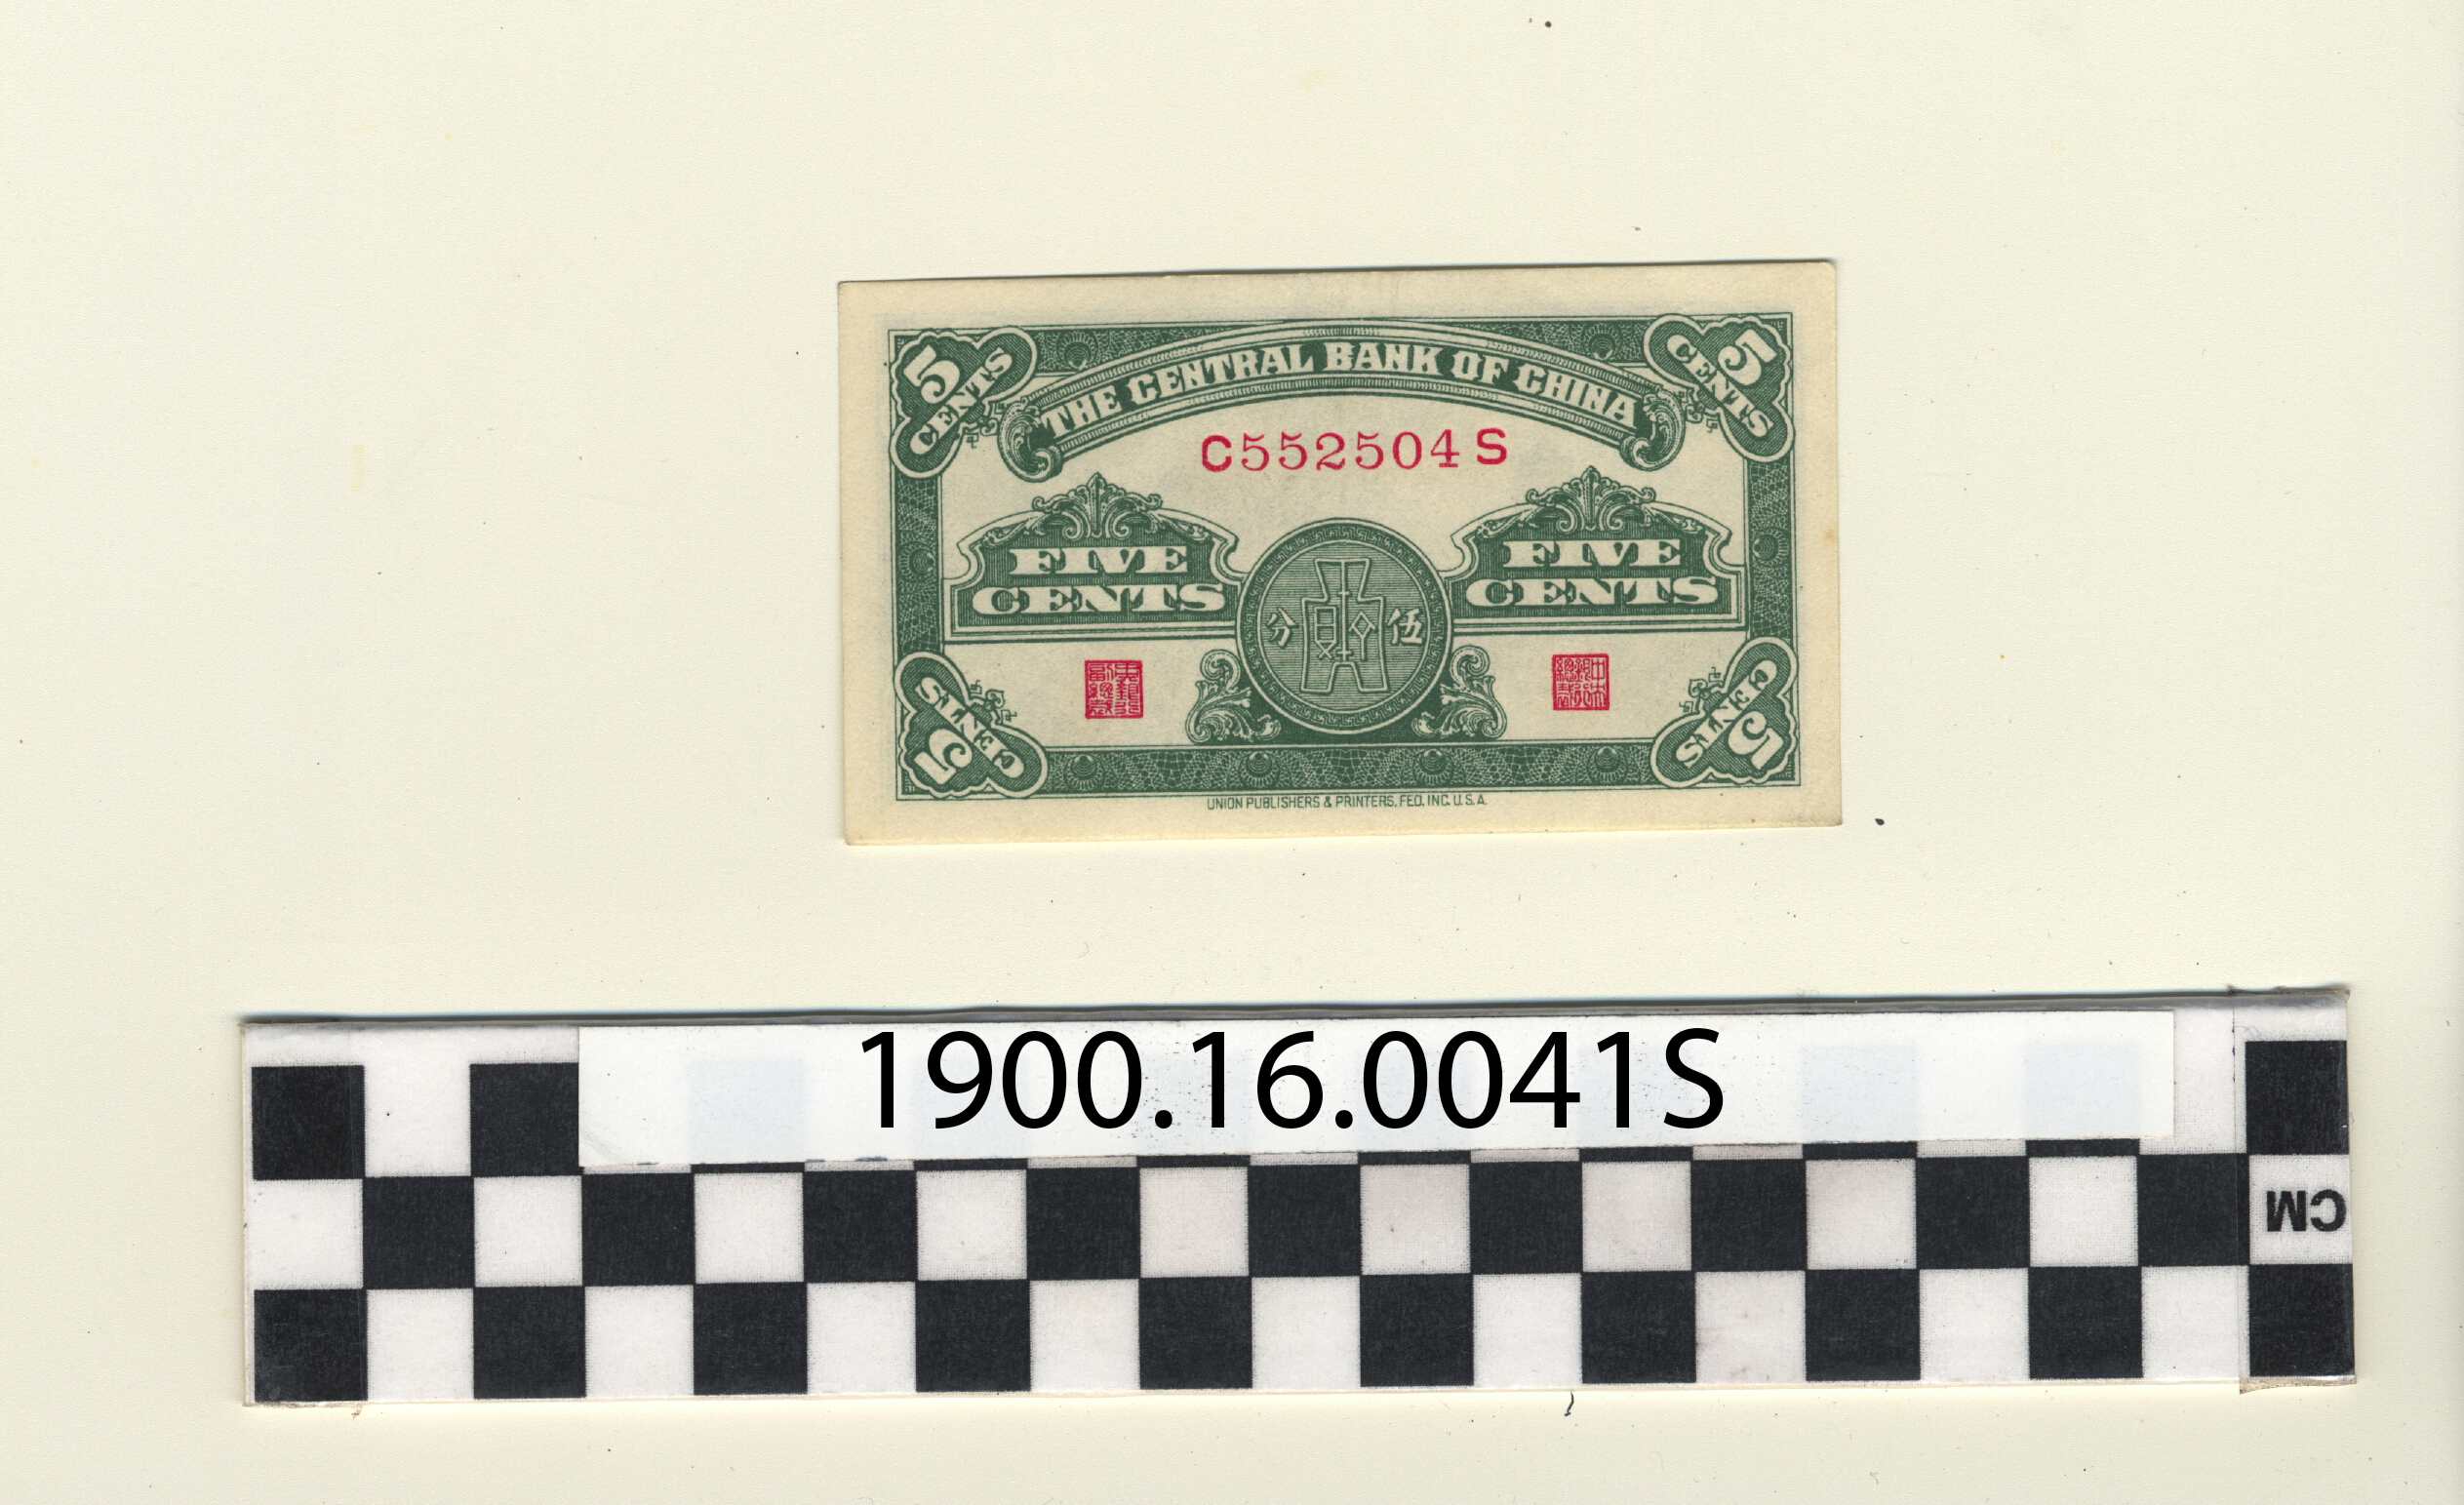 THE CENTRAL BANK OF CHINA
5 CENTS
5 CENTS
C552504S
FIVE CENTS
FIVE CENTS
分 伍
5 CENTS
5 CENTS
UNION PUBLISHERS & PRINTERS, FED. INC. U.S.A.
1900.16.0041S
CM